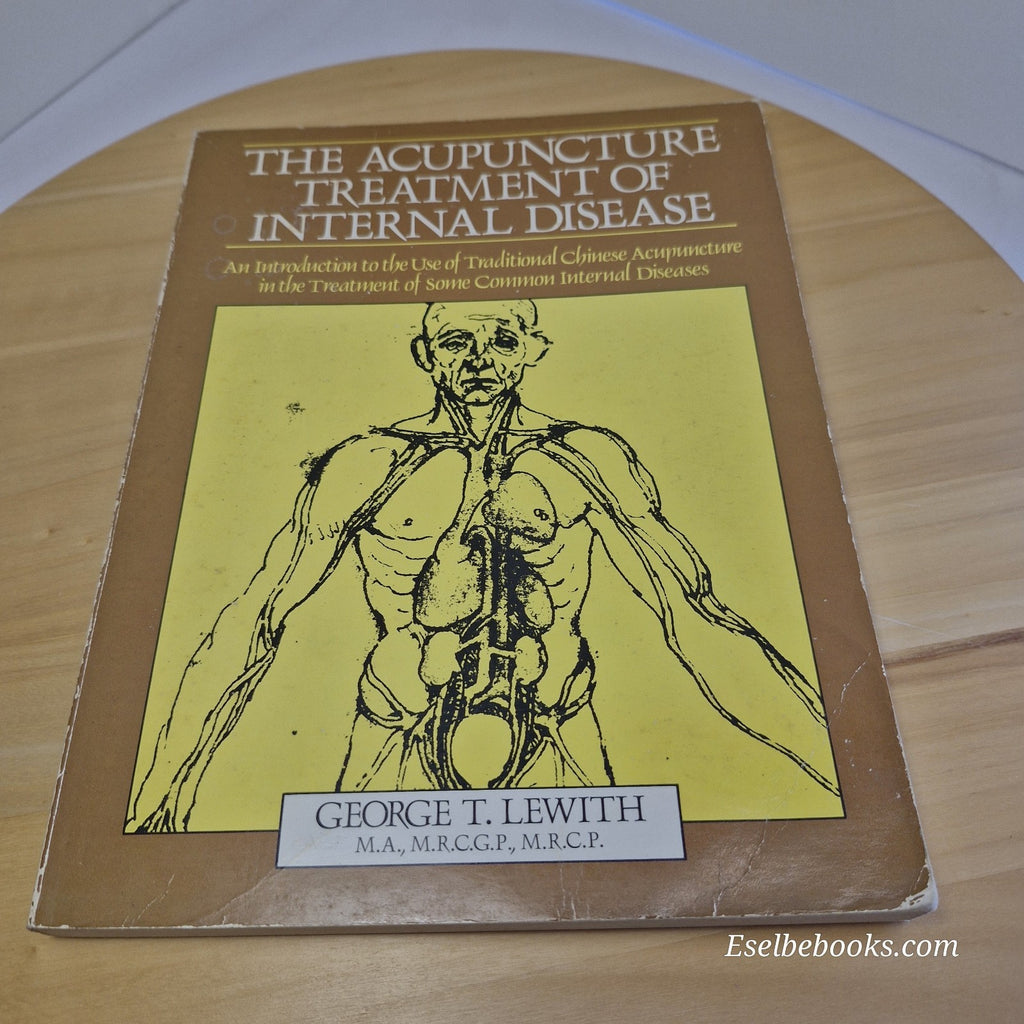 THE ACUPUNCTURE
TREATMENT OF
INTERNAL DISEASE
An Introduction to the Use of Traditional Chinese Acupuncture
in the Treatment of Some Common Internal Diseases
GEORGE T. LEWITH
M.A., M.R.C.G.P., M.R.C.P.
Eselbebooks.com